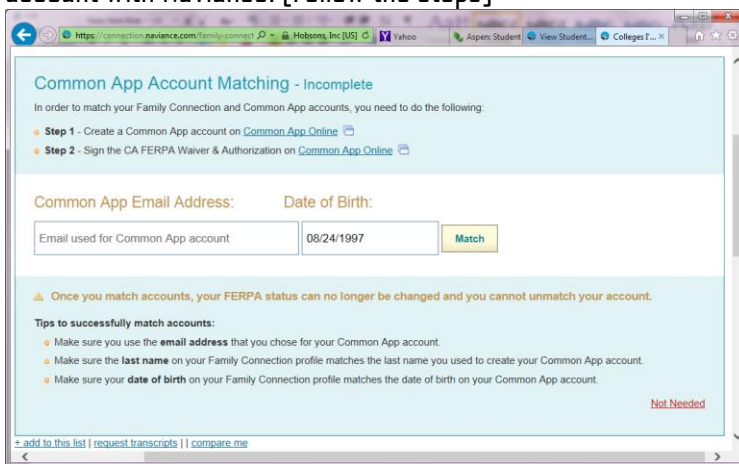 account with Naviance. [Follow the steps]
https://connection.naviance.com/family-connect Hobsons, Inc [US] Yahoo Aspen: Student View Student... Colleges I'...
Common App Account Matching - Incomplete
In order to match your Family Connection and Common App accounts, you need to do the following:
Step 1 - Create a Common App account on Common App Online
Step 2 - Sign the CA FERPA Waiver & Authorization on Common App Online
Common App Email Address: Date of Birth:
Email used for Common App account 08/24/1997 Match
Once you match accounts, your FERPA status can no longer be changed and you cannot unmatch your account.
Tips to successfully match accounts:
Make sure you use the email address that you chose for your Common App account.
Make sure the last name on your Family Connection profile matches the last name you used to create your Common App account.
Make sure your date of birth on your Family Connection profile matches the date of birth on your Common App account.
Not Needed
+ add to this list | request transcripts | | compare me